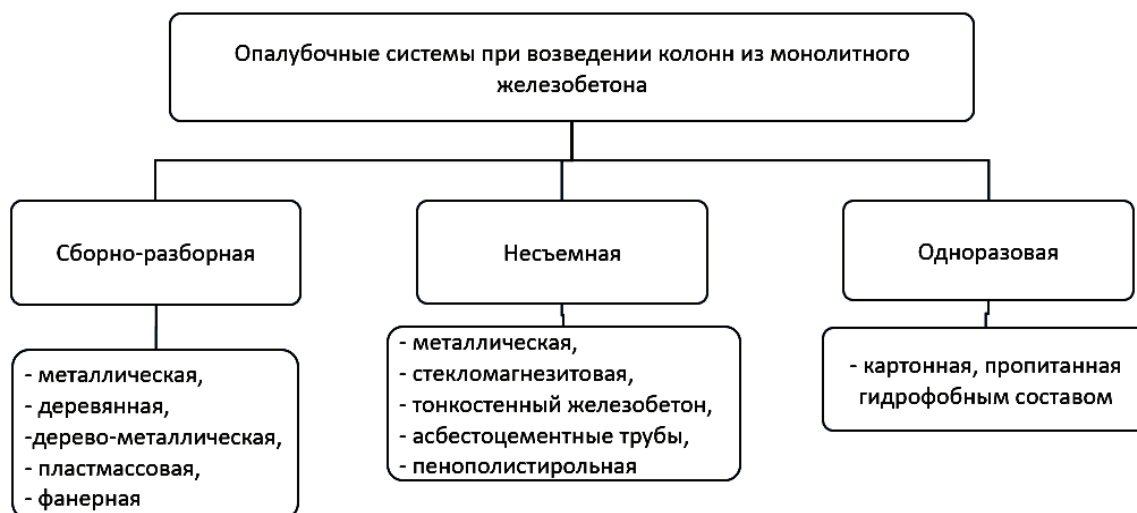 Опалубочные системы при возведении колонн из монолитного
железобетона
Сборно-разборная
Несъемная
Одноразовая
- металлическая,
- деревянная,
-дерево-металлическая,
- пластмассовая,
- фанерная
- металлическая,
- стекломагнезитовая,
- тонкостенный железобетон,
- асбестоцементные трубы,
- пенополистирольная
- картонная, пропитанная
гидрофобным составом